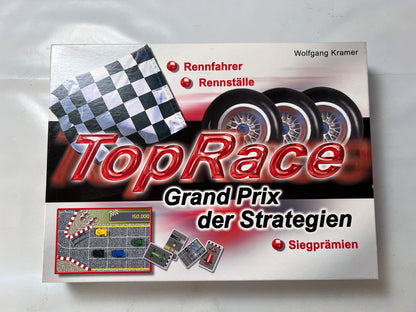 Wolfgang Kramer
Rennfahrer
Rennställe
TopRace
Grand Prix
der Strategien
150.000
Siegprämien